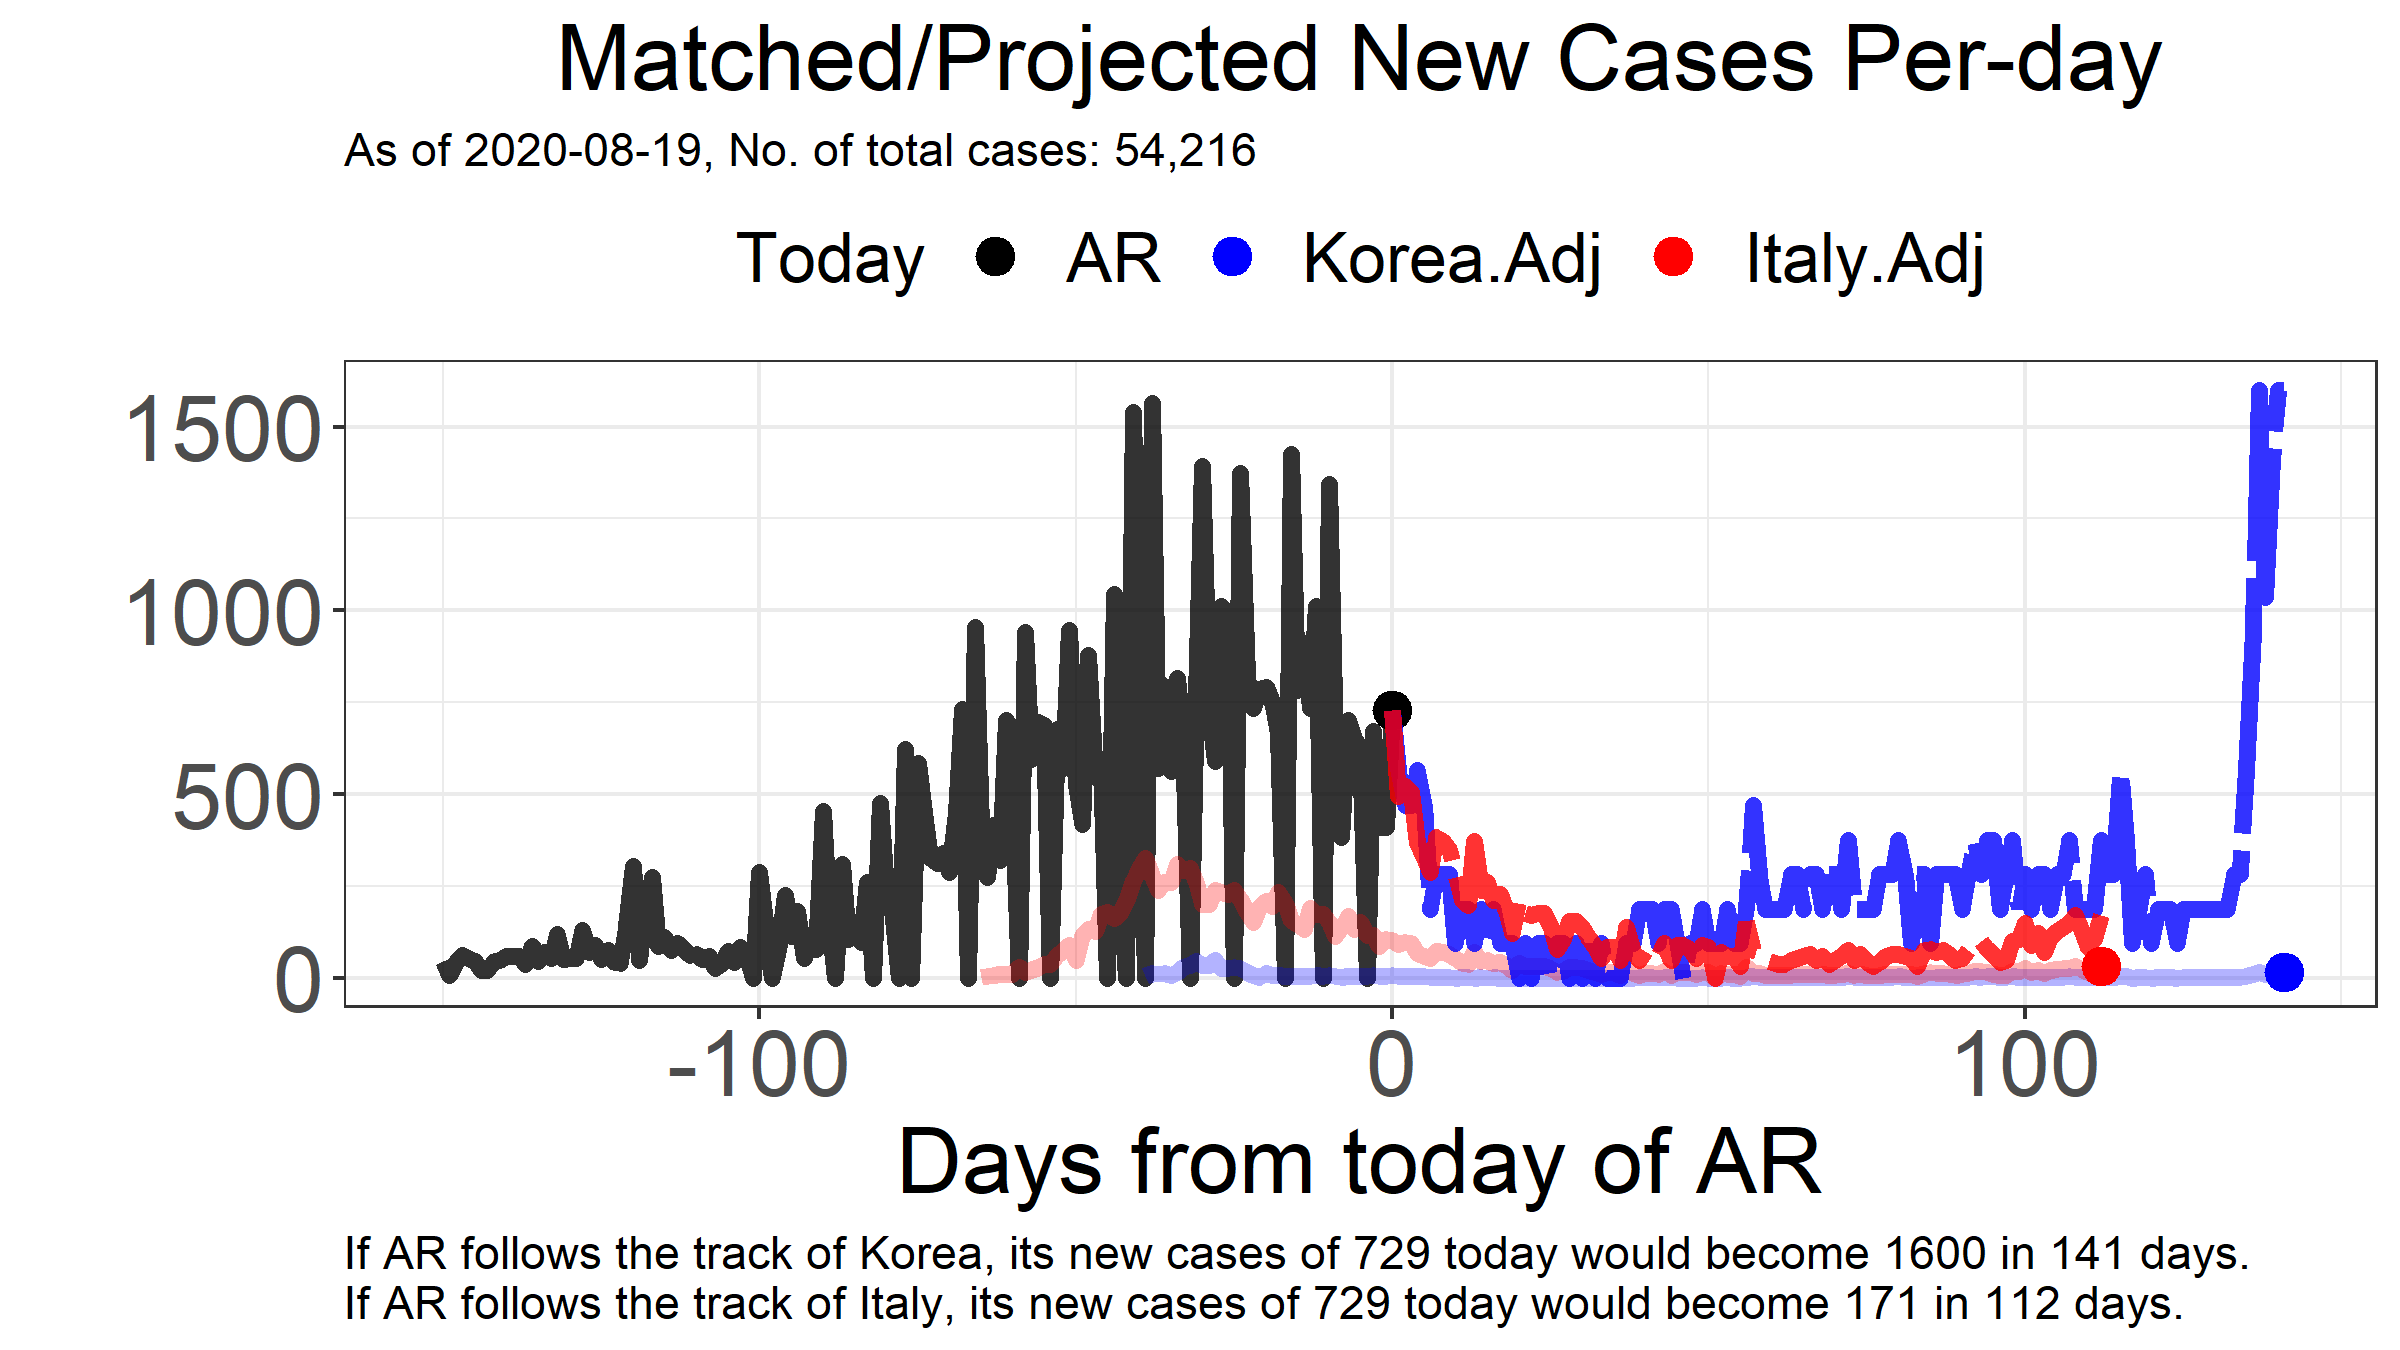 Matched/Projected New Cases Per-day
As of 2020-08-19, No. of total cases: 54,216
Today AR Korea.Adj Italy.Adj
1500
1000
500
0
-100 0 100
Days from today of AR
If AR follows the track of Korea, its new cases of 729 today would become 1600 in 141 days.
If AR follows the track of Italy, its new cases of 729 today would become 171 in 112 days.